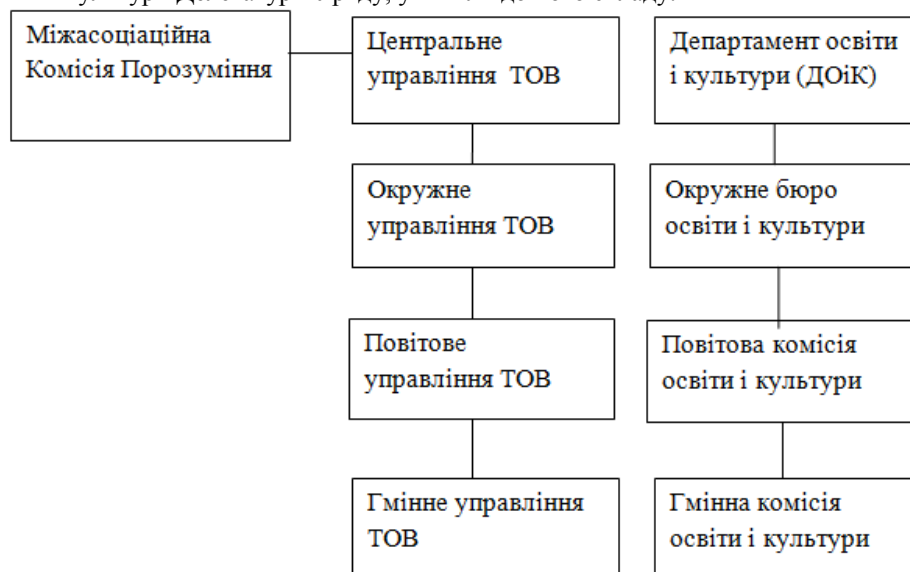 Міжасоціаційна
Комісія Порозуміння
Центральне
управління ТОВ
Департамент освіти
і культури (ДОіК)
Окружне
управління ТОВ
Окружне бюро
освіти і культури
Повітове
управління ТОВ
Повітова комісія
освіти і культури
Гмінне управління
ТОВ
Гмінна комісія
освіти і культури